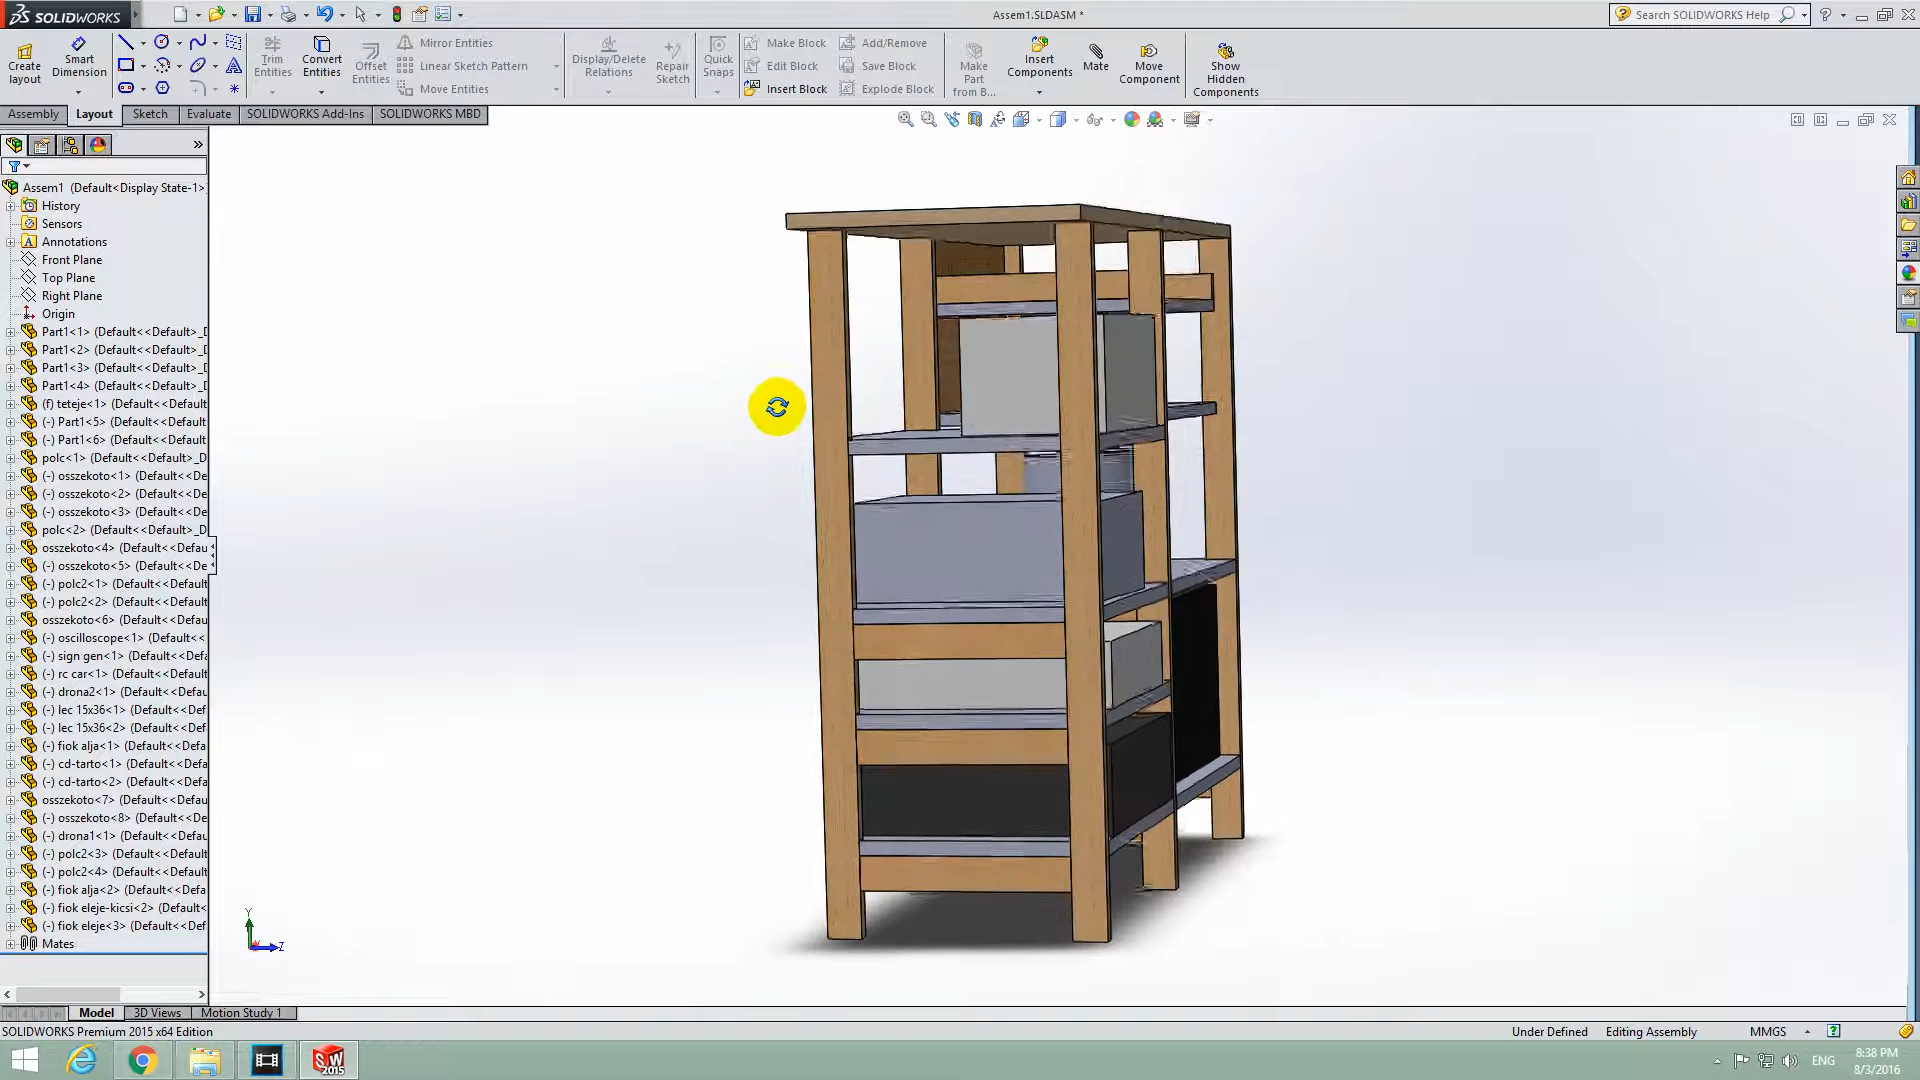 SOLIDWORKS
Assem1.SLDASM *
Search SOLIDWORKS Help
Create layout
Smart Dimension
Trim Entities
Convert Entities
Offset Entities
Mirror Entities
Linear Sketch Pattern
Move Entities
Display/Delete Relations
Repair Sketch
Quick Snaps
Make Block
Edit Block
Insert Block
Add/Remove
Save Block
Explode Block
Make Part from B...
Insert Components
Mate
Move Component
Show Hidden Components
Assembly
Layout
Sketch
Evaluate
SOLIDWORKS Add-Ins
SOLIDWORKS MBD
Assem1 (Default<Display State-1>
History
Sensors
Annotations
Front Plane
Top Plane
Right Plane
Origin
Part1<1> (Default<<Default>_D
Part1<2> (Default<<Default>_D
Part1<3> (Default<<Default>_D
Part1<4> (Default<<Default>_D
(f) teteje<1> (Default<<Default
(-) Part1<5> (Default<<Default
(-) Part1<6> (Default<<Default
polc<1> (Default<<Default>_D
(-) osszekoto<1> (Default<<De
(-) osszekoto<2> (Default<<De
(-) osszekoto<3> (Default<<De
polc<2> (Default<<Default>_D
osszekoto<4> (Default<<Defau
(-) osszekoto<5> (Default<<De
(-) polc2<1> (Default<<Default
(-) polc2<2> (Default<<Default
osszekoto<6> (Default<<Defau
(-) oscilloscope<1> (Default<<
(-) sign gen<1> (Default<<Def
(-) rc car<1> (Default<<Default
(-) drona2<1> (Default<<Defau
(-) lec 15x36<1> (Default<<Def
(-) lec 15x36<2> (Default<<Def
(-) fiok alja<1> (Default<<Defa
(-) cd-tarto<1> (Default<<Defa
(-) cd-tarto<2> (Default<<Defa
osszekoto<7> (Default<<Defau
(-) osszekoto<8> (Default<<De
(-) drona1<1> (Default<<Defau
(-) polc2<3> (Default<<Default
(-) polc2<4> (Default<<Default
(-) fiok alja<2> (Default<<Defa
(-) fiok eleje-kicsi<2> (Default<
(-) fiok eleje<3> (Default<<Def
Mates
Y
Z
Model
3D Views
Motion Study 1
SOLIDWORKS Premium 2015 x64 Edition
Under Defined
Editing Assembly
MMGS
SW 2015
ENG
8:38 PM
8/3/2016